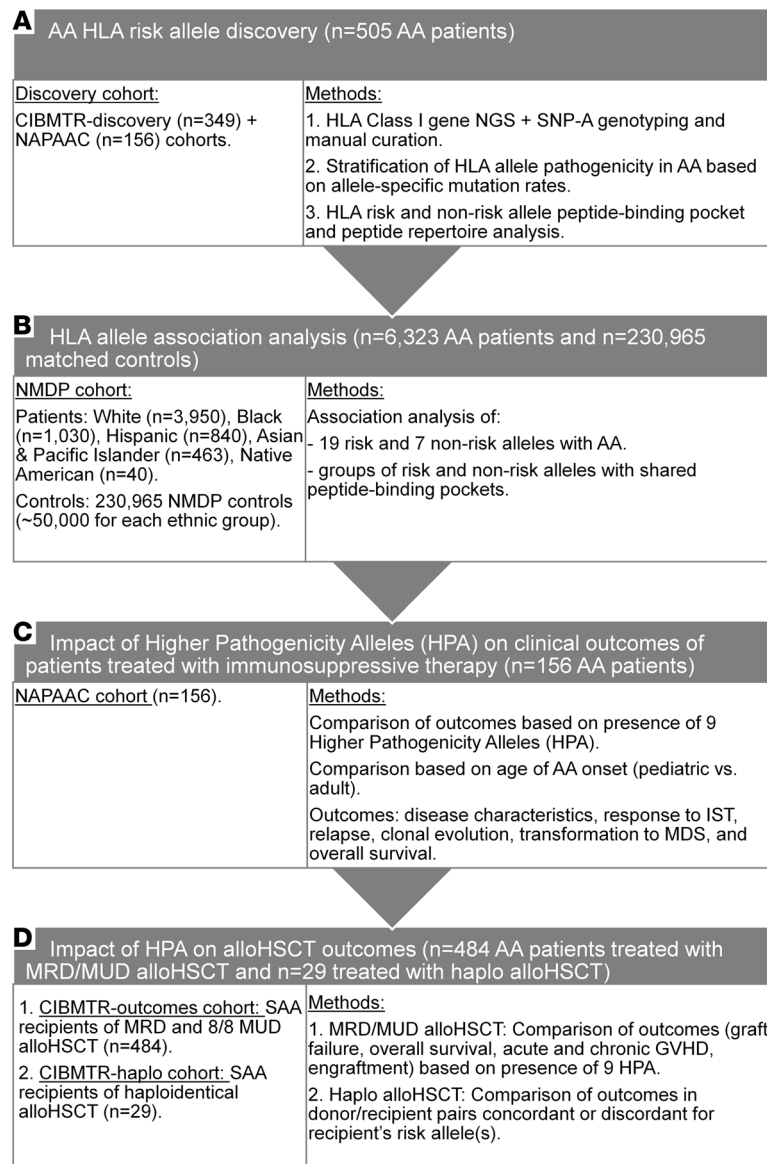 A
AA HLA risk allele discovery (n=505 AA patients)
Discovery cohort:
CIBMTR-discovery (n=349) +
NAPAAC (n=156) cohorts.
Methods:
1. HLA Class I gene NGS + SNP-A genotyping and
manual curation.
2. Stratification of HLA allele pathogenicity in AA based
on allele-specific mutation rates.
3. HLA risk and non-risk allele peptide-binding pocket
and peptide repertoire analysis.
B
HLA allele association analysis (n=6,323 AA patients and n=230,965
matched controls)
NMDP cohort:
Patients: White (n=3,950), Black
(n=1,030), Hispanic (n=840), Asian
& Pacific Islander (n=463), Native
American (n=40).
Controls: 230,965 NMDP controls
(~50,000 for each ethnic group).
Methods:
Association analysis of:
- 19 risk and 7 non-risk alleles with AA.
- groups of risk and non-risk alleles with shared
peptide-binding pockets.
C
Impact of Higher Pathogenicity Alleles (HPA) on clinical outcomes of
patients treated with immunosuppressive therapy (n=156 AA patients)
NAPAAC cohort (n=156).
Methods:
Comparison of outcomes based on presence of 9
Higher Pathogenicity Alleles (HPA).
Comparison based on age of AA onset (pediatric vs.
adult).
Outcomes: disease characteristics, response to IST,
relapse, clonal evolution, transformation to MDS, and
overall survival.
D
Impact of HPA on alloHSCT outcomes (n=484 AA patients treated with
MRD/MUD alloHSCT and n=29 treated with haplo alloHSCT)
1. CIBMTR-outcomes cohort: SAA
recipients of MRD and 8/8 MUD
alloHSCT (n=484).
2. CIBMTR-haplo cohort: SAA
recipients of haploidentical
alloHSCT (n=29).
Methods:
1. MRD/MUD alloHSCT: Comparison of outcomes (graft
failure, overall survival, acute and chronic GVHD,
engraftment) based on presence of 9 HPA.
2. Haplo alloHSCT: Comparison of outcomes in
donor/recipient pairs concordant or discordant for
recipient's risk allele(s).